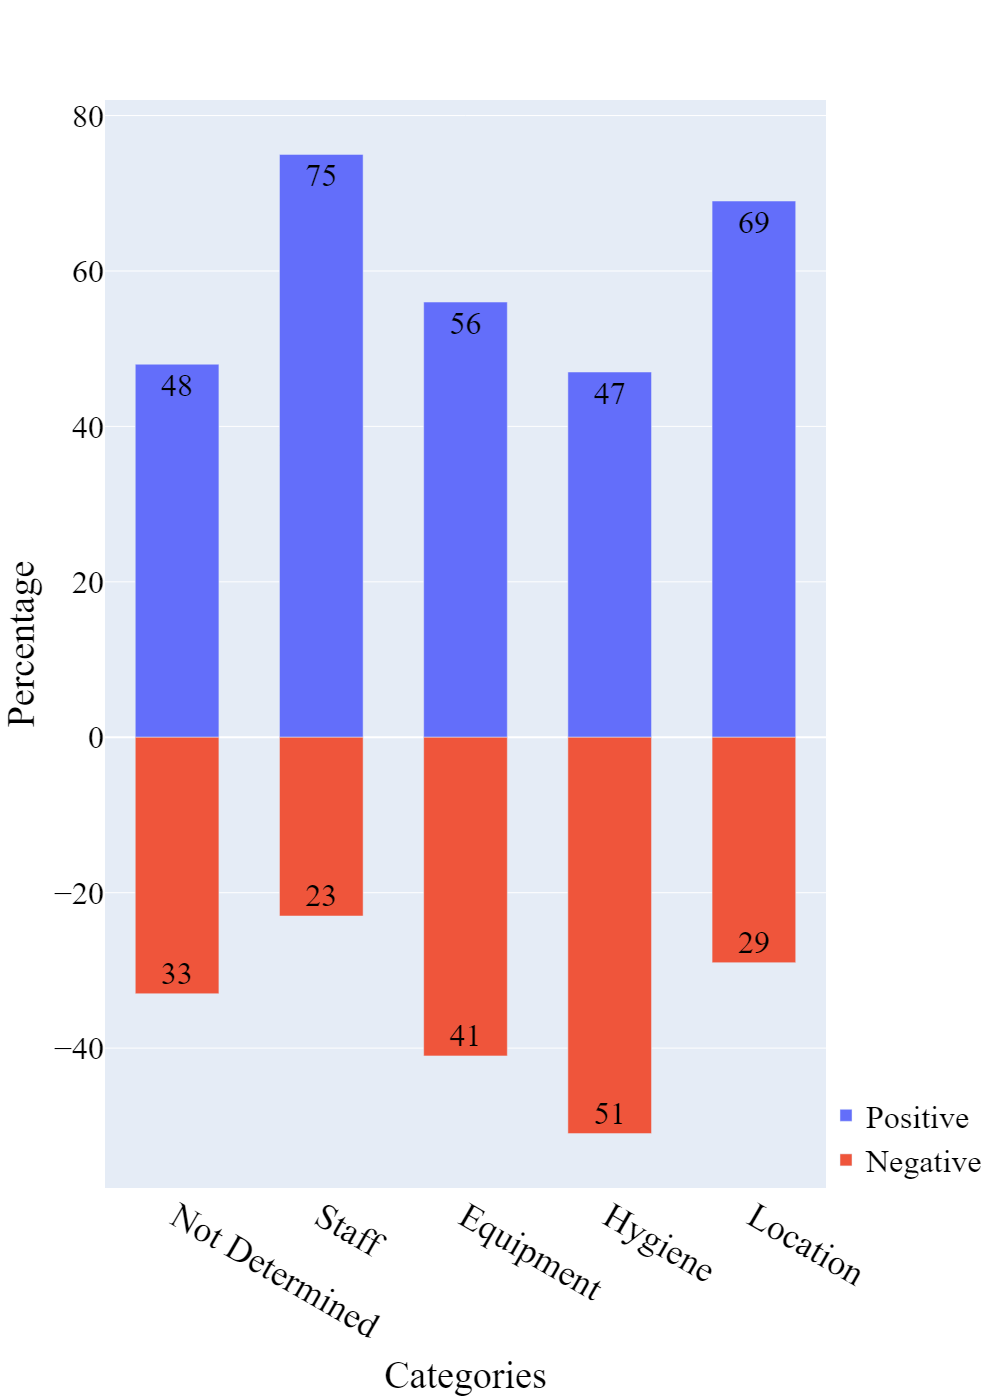 80
60
40
20
0
−20
−40
Percentage
75
69
56
48
47
23
29
33
41
51
Positive
Negative
Not Determined
Staff
Equipment
Hygiene
Location
Categories